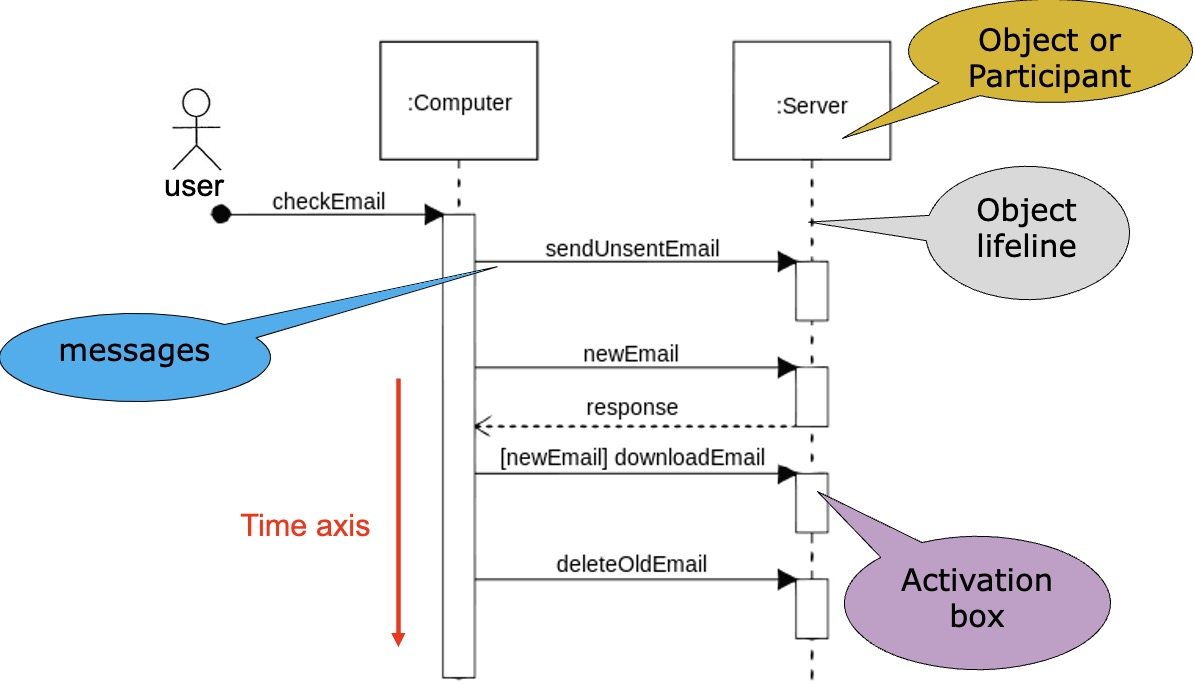 Object or
Participant
:Computer
:Server
user
checkEmail
Object
lifeline
sendUnsentEmail
messages
newEmail
response
[newEmail] downloadEmail
Time axis
deleteOldEmail
Activation
box